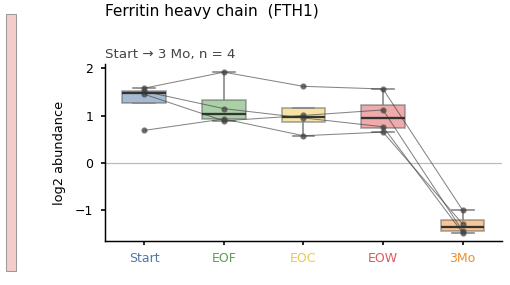 Ferritin heavy chain (FTH1)
Start → 3 Mo, n = 4
log2 abundance
2
1
0
−1
Start EOF EOC EOW 3Mo